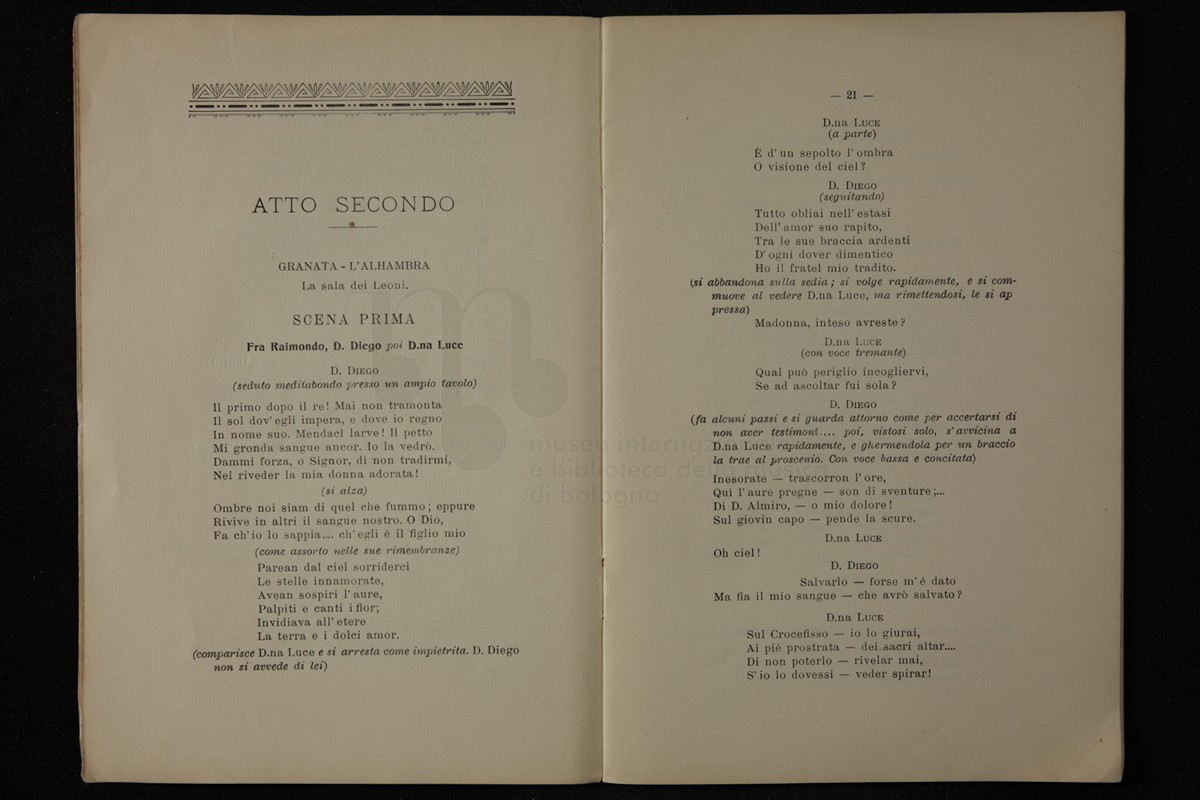 ATTO SECONDO
GRANATA - L'ALHAMBRA
La sala dei Leoni.
SCENA PRIMA
Fra Raimondo, D. Diego poi D.na Luce
D. DIEGO
(seduto meditabondo presso un ampio tavolo)
Il primo dopo il re! Mai non tramonta
Il sol dov' egli impera, e dove io regno
In nome suo. Mendaci larve! Il petto
Mi gronda sangue ancor. Io la vedrò.
Dammi forza, o Signor, di non tradirmi,
Nel riveder la mia donna adorata!
(si alza)
Ombre noi siam di quel che fummo; eppure
Rivive in altri il sangue nostro. O Dio,
Fa ch' io lo sappia.... ch' egli è il figlio mio
(come assorto nelle sue rimembranze)
Parean dal ciel sorriderci
Le stelle innamorate,
Avean sospiri l' aure,
Palpiti e canti i fior;
Invidiava all' etere
La terra e i dolci amor.
(comparisce D.na Luce e si arresta come impietrita. D. Diego
non si avvede di lei)
— 21 —
D.na LUCE
(a parte)
È d' un sepolto l' ombra
O visione del ciel?
D. DIEGO
(seguitando)
Tutto obliai nell' estasi
Dell' amor suo rapito,
Tra le sue braccia ardenti
D' ogni dover dimentico
Ho il fratel mio tradito.
(si abbandona sulla sedia; si volge rapidamente, e si com-
muove al vedere D.na Luce, ma rimettendosi, le si ap
pressa)
Madonna, inteso avreste?
D.na LUCE
(con voce tremante)
Qual può periglio incogliervi,
Se ad ascoltar fui sola?
D. DIEGO
(fa alcuni passi e si guarda attorno come per accertarsi di
non aver testimoni.... poi, vistosi solo, s' avvicina a
D.na Luce rapidamente, e ghermendola per un braccio
la trae al proscenio. Con voce bassa e concitata)
Inesorate — trascorron l' ore,
Qui l' aure pregne — son di sventure;...
Di D. Almiro, — o mio dolore!
Sul giovin capo — pende la scure.
D.na LUCE
Oh ciel!
D. DIEGO
Salvarlo — forse m' è dato
Ma fia il mio sangue — che avrò salvato?
D.na LUCE
Sul Crocefisso — io lo giurai,
Ai piè prostrata — dei sacri altar....
Di non poterlo — rivelar mai,
S' io lo dovessi — veder spirar!
museo internaz
e biblioteca della musica
di bologna